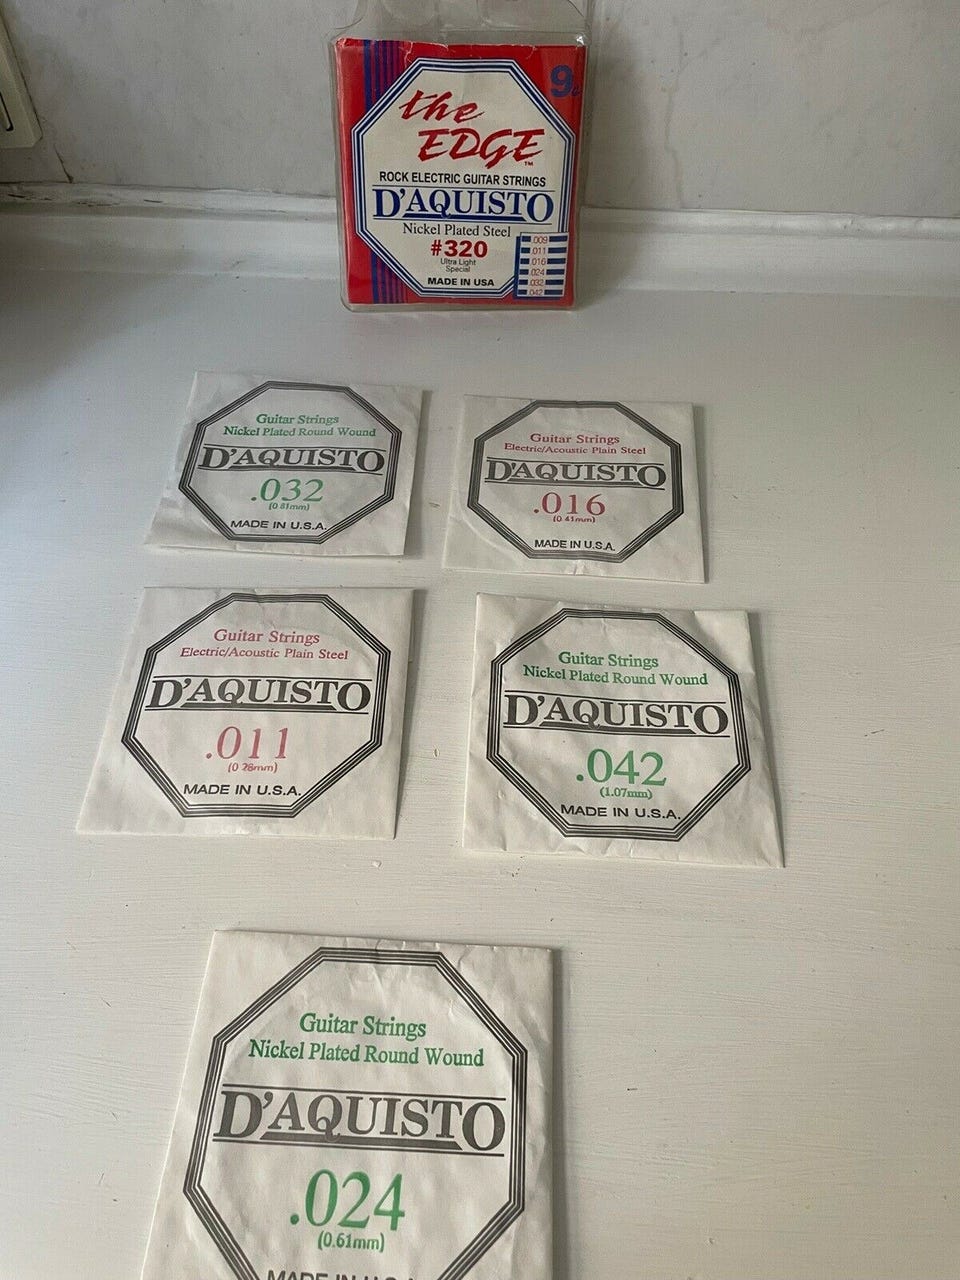 9
the
EDGE™
ROCK ELECTRIC GUITAR STRINGS
D'AQUISTO
Nickel Plated Steel
#320
Ultra Light
Special
MADE IN USA
.009
.011
.016
.024
.032
.042
Guitar Strings
Nickel Plated Round Wound
D'AQUISTO
.032
(0.81mm)
MADE IN U.S.A.
Guitar Strings
Electric/Acoustic Plain Steel
D'AQUISTO
.016
(0.41mm)
MADE IN U.S.A.
Guitar Strings
Electric/Acoustic Plain Steel
D'AQUISTO
.011
(0.28mm)
MADE IN U.S.A.
Guitar Strings
Nickel Plated Round Wound
D'AQUISTO
.042
(1.07mm)
MADE IN U.S.A.
Guitar Strings
Nickel Plated Round Wound
D'AQUISTO
.024
(0.61mm)
MADE IN U.S.A.